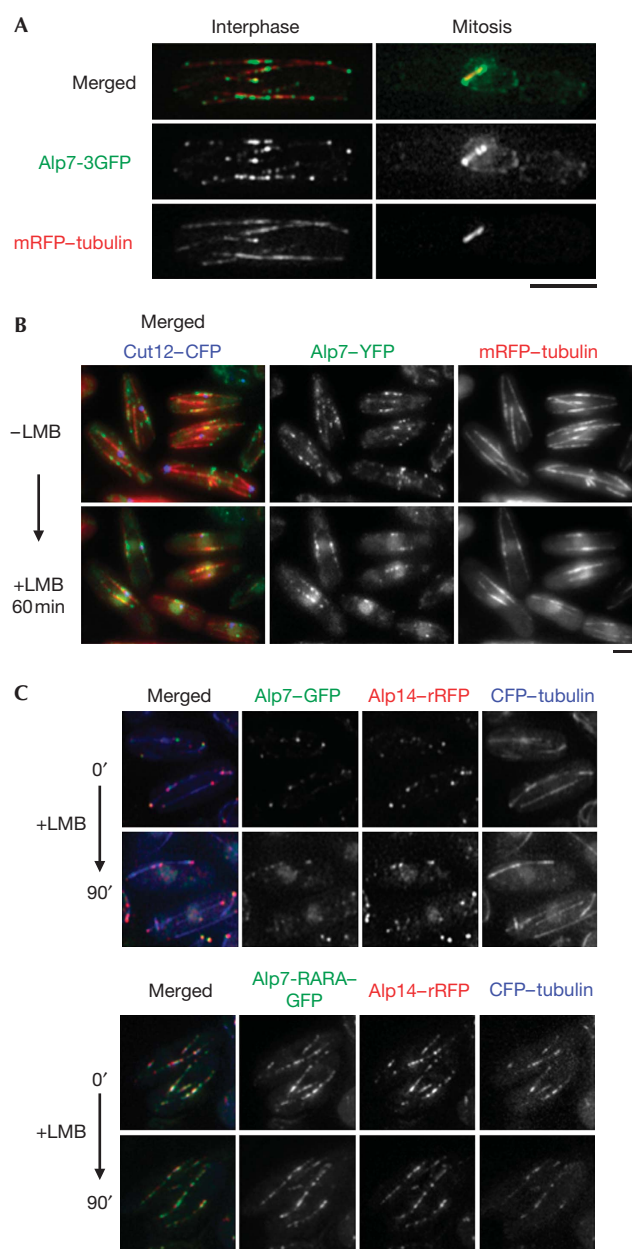 A
Interphase Mitosis
Merged
Alp7-3GFP
mRFP–tubulin
B
Merged
Cut12–CFP Alp7–YFP mRFP–tubulin
–LMB
+LMB
60 min
C
Merged Alp7–GFP Alp14–rRFP CFP–tubulin
0′
+LMB
90′
Merged Alp7-RARA–
GFP Alp14–rRFP CFP–tubulin
0′
+LMB
90′